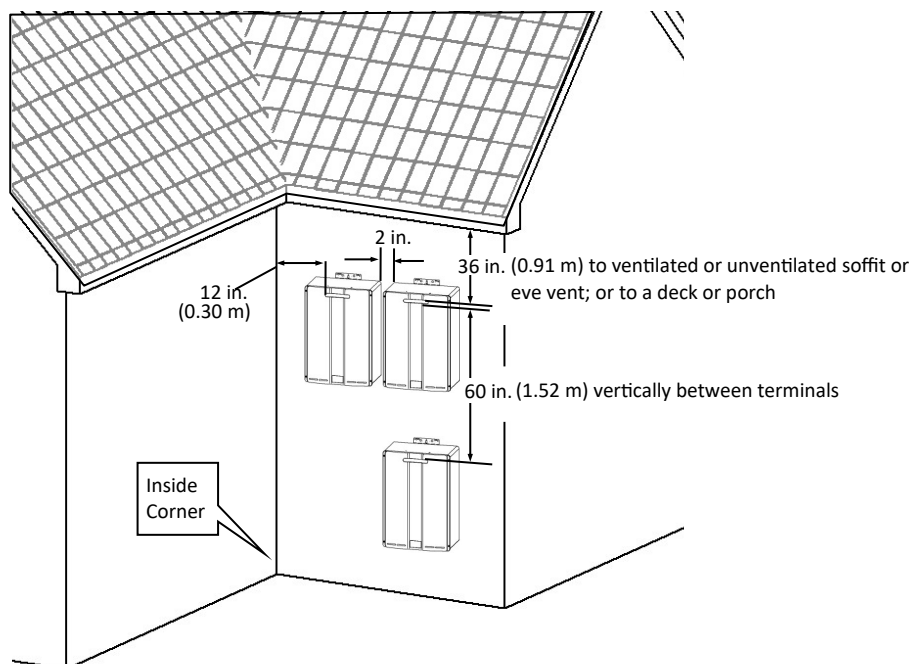 2 in.
36 in. (0.91 m) to ventilated or unventilated soffit or
eve vent; or to a deck or porch
12 in.
(0.30 m)
60 in. (1.52 m) vertically between terminals
Inside
Corner